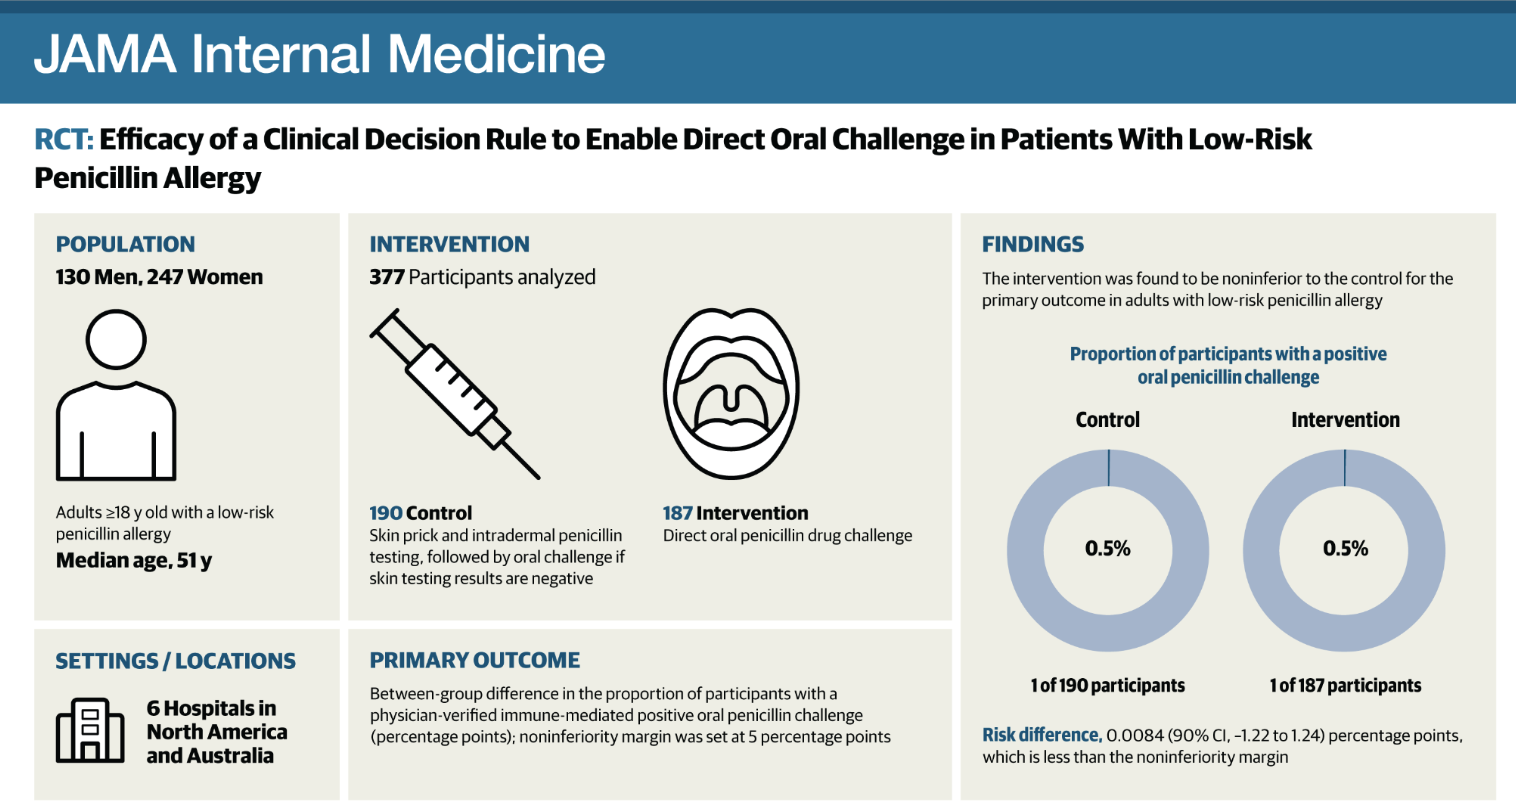 JAMA Internal Medicine
RCT: Efficacy of a Clinical Decision Rule to Enable Direct Oral Challenge in Patients With Low-Risk
Penicillin Allergy
POPULATION
130 Men, 247 Women
Adults ≥18 y old with a low-risk
penicillin allergy
Median age, 51 y
SETTINGS / LOCATIONS
6 Hospitals in
North America
and Australia
INTERVENTION
377 Participants analyzed
190 Control
Skin prick and intradermal penicillin
testing, followed by oral challenge if
skin testing results are negative
187 Intervention
Direct oral penicillin drug challenge
PRIMARY OUTCOME
Between-group difference in the proportion of participants with a
physician-verified immune-mediated positive oral penicillin challenge
(percentage points); noninferiority margin was set at 5 percentage points
FINDINGS
The intervention was found to be noninferior to the control for the
primary outcome in adults with low-risk penicillin allergy
Proportion of participants with a positive
oral penicillin challenge
Control
0.5%
1 of 190 participants
Intervention
0.5%
1 of 187 participants
Risk difference, 0.0084 (90% CI, −1.22 to 1.24) percentage points,
which is less than the noninferiority margin